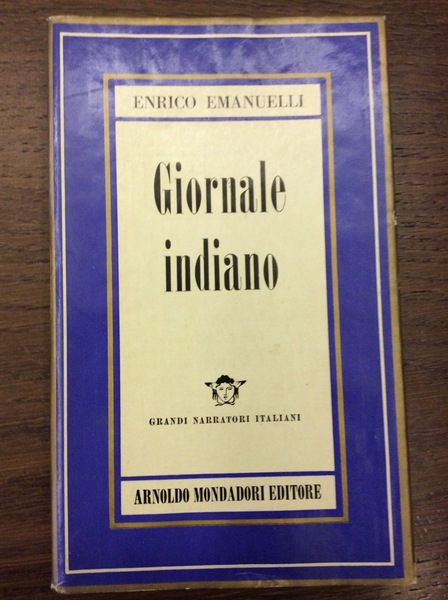 ENRICO EMANUELLI
Giornale
indiano
GRANDI NARRATORI ITALIANI
ARNOLDO MONDADORI EDITORE